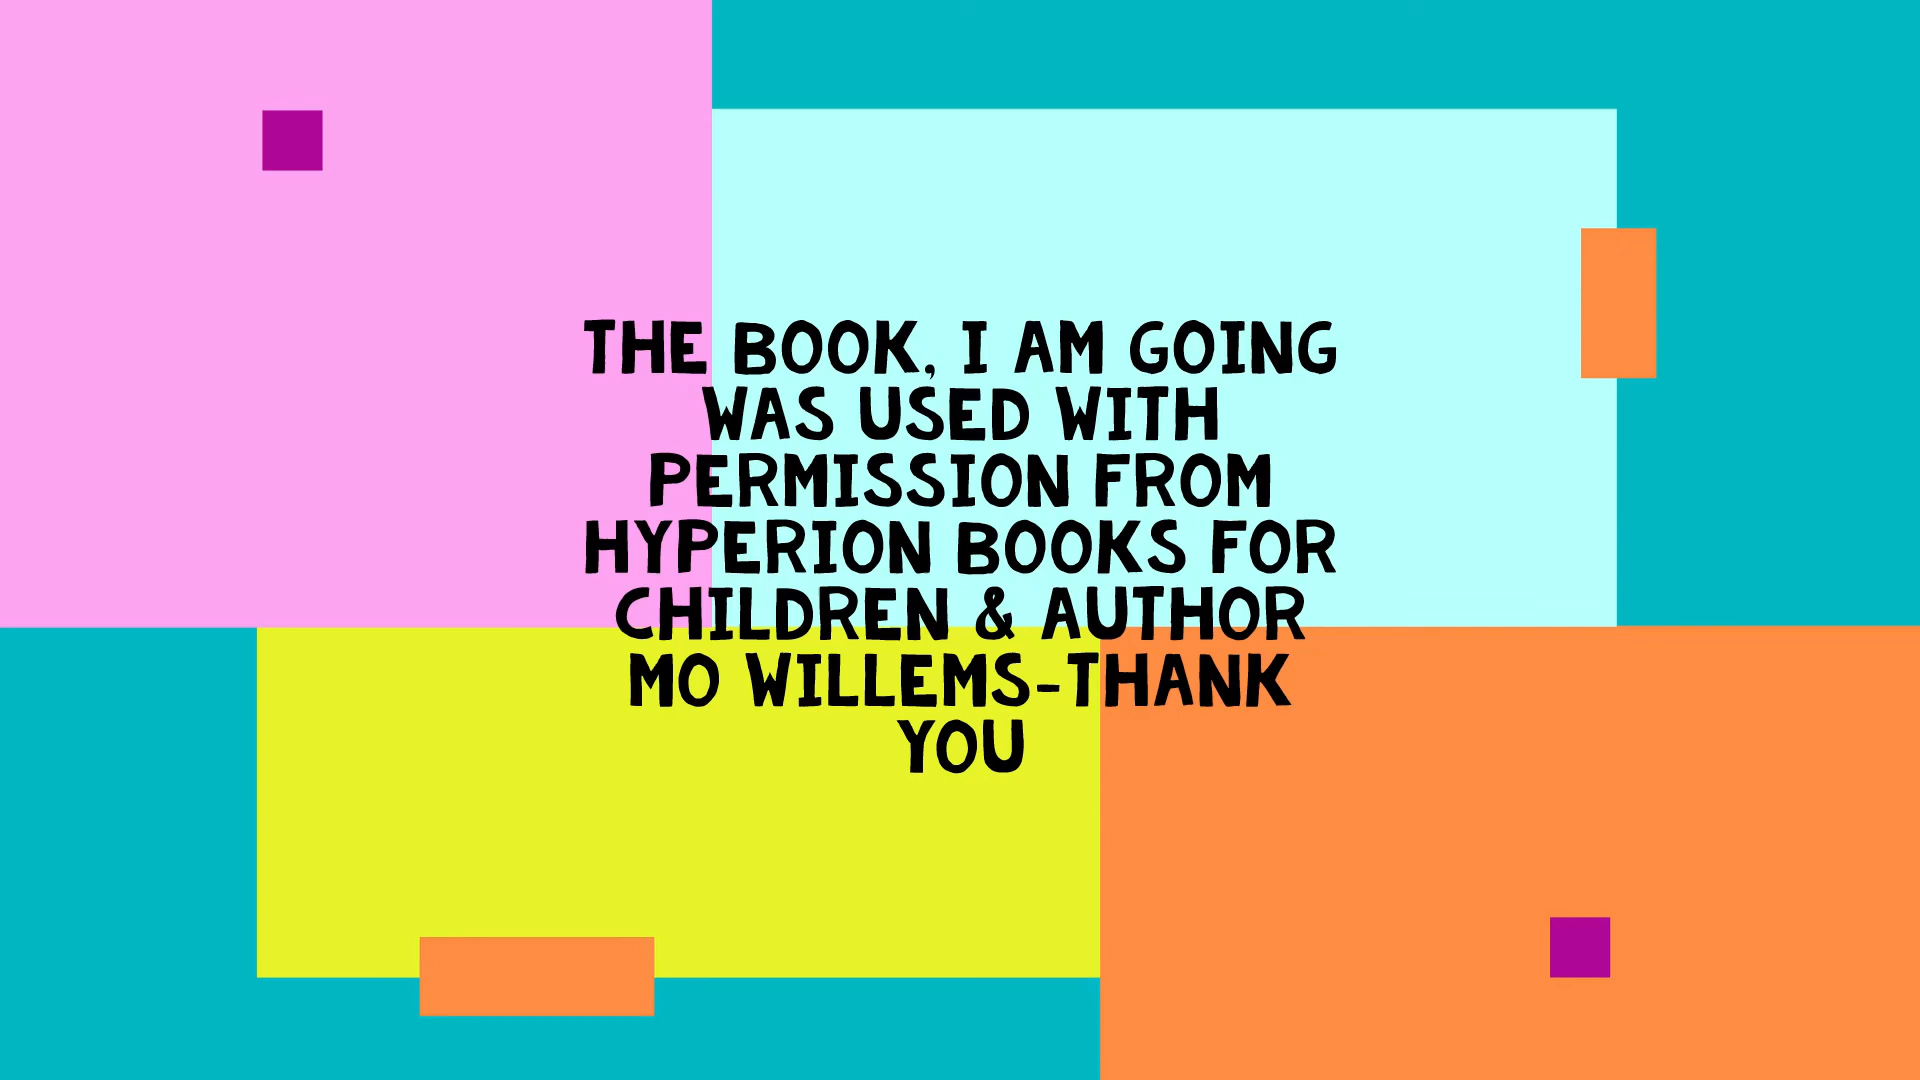 THE BOOK, I AM GOING
WAS USED WITH
PERMISSION FROM
HYPERION BOOKS FOR
CHILDREN & AUTHOR
MO WILLEMS-THANK
YOU